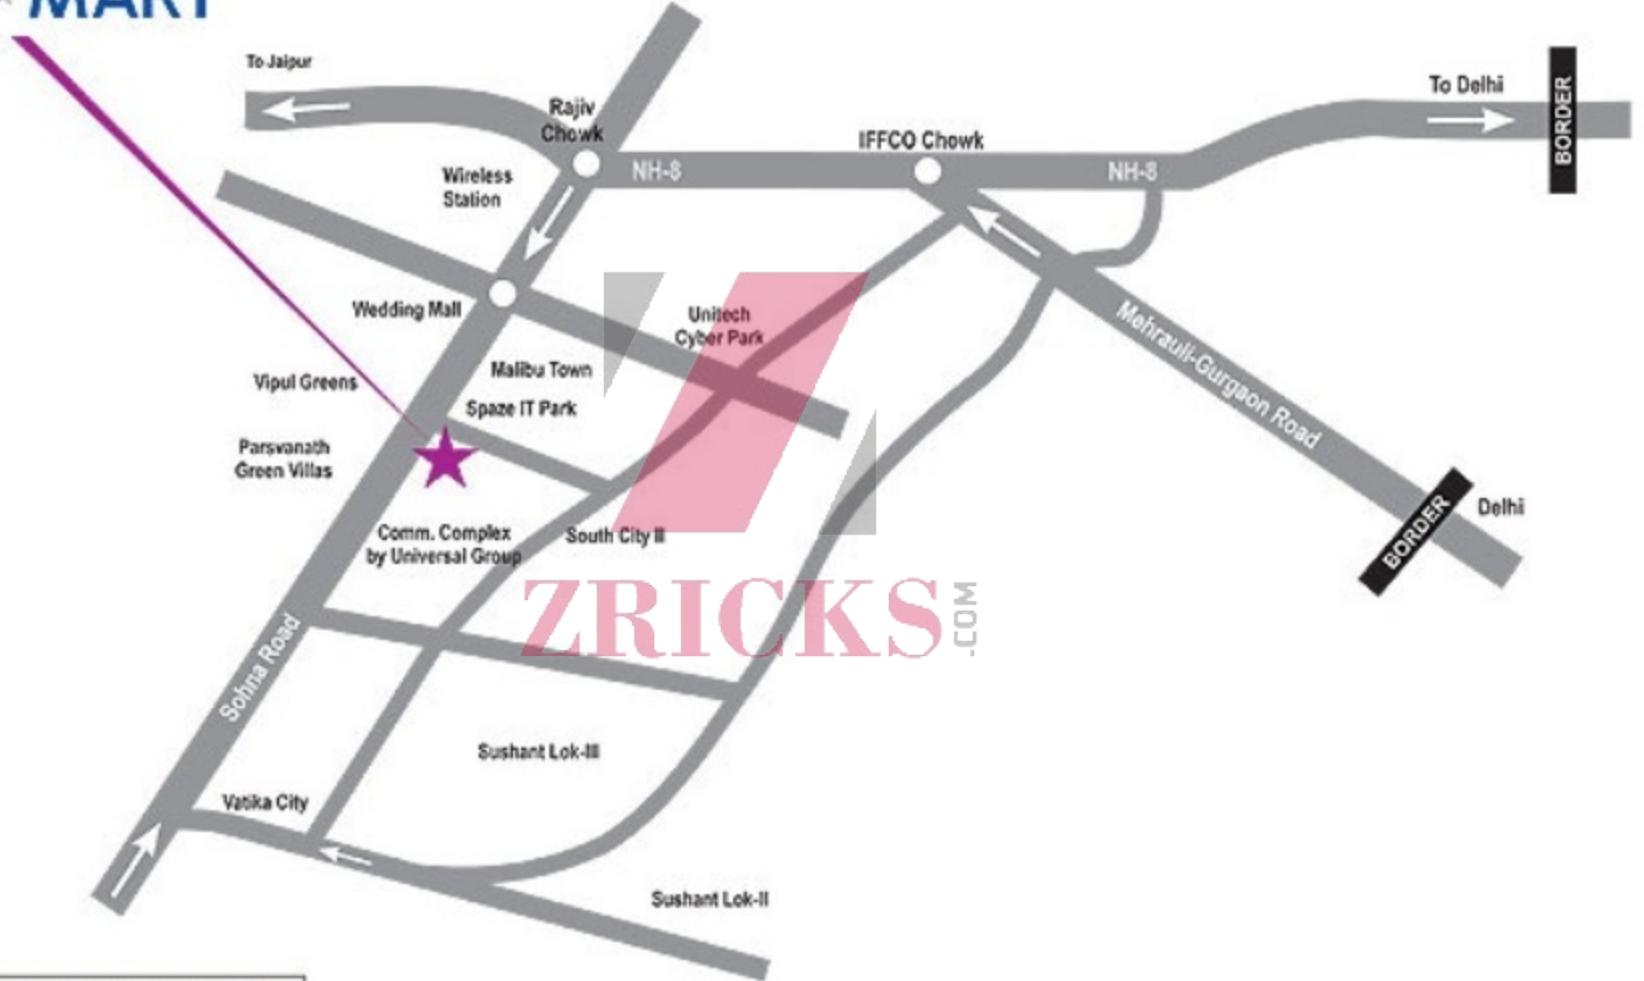 MART
To Jaipur
To Delhi
BORDER
Rajiv
Chowk
IFFCO Chowk
NH-8
NH-8
Wireless
Station
Wedding Mall
Unitech
Cyber Park
Mehrauli-Gurgaon Road
Malibu Town
Vipul Greens
Spaze IT Park
Parsvanath
Green Villas
BORDER
Delhi
Comm. Complex
by Universal Group
South City II
ZRICKS
.COM
Sohna Road
Sushant Lok-III
Vatika City
Sushant Lok-II